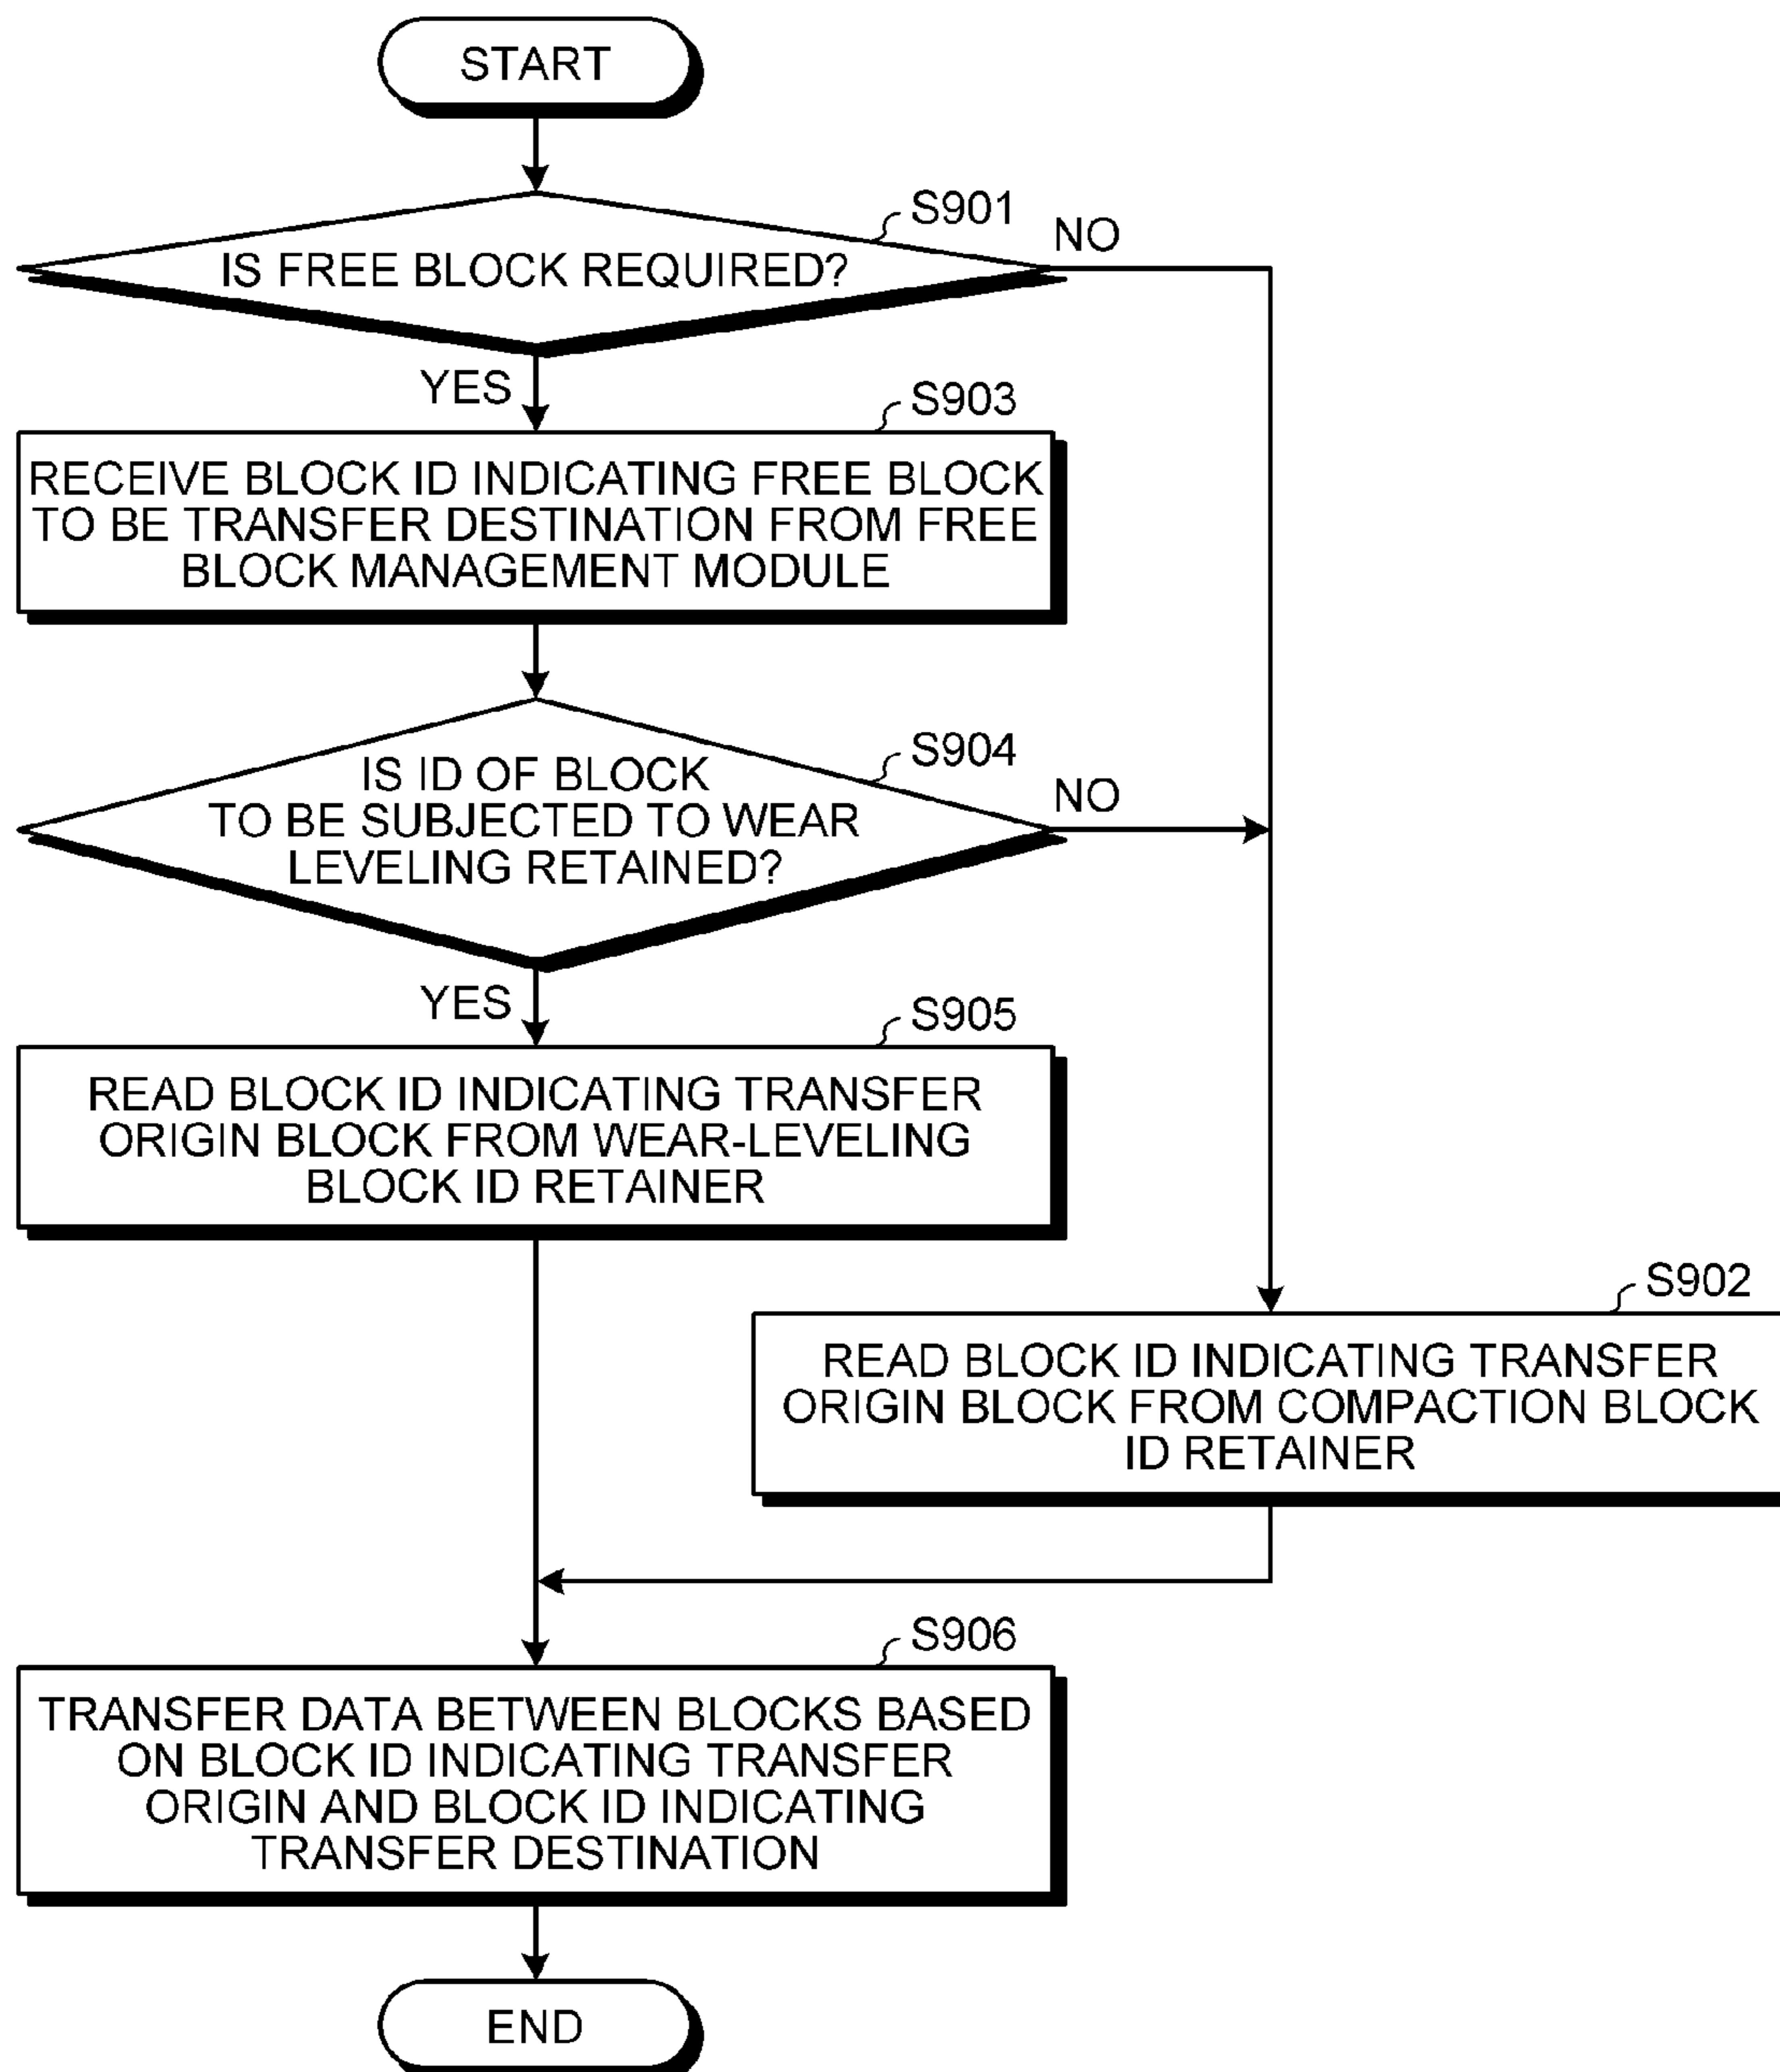 START
S901
NO
IS FREE BLOCK REQUIRED?
YES
S903
RECEIVE BLOCK ID INDICATING FREE BLOCK
TO BE TRANSFER DESTINATION FROM FREE
BLOCK MANAGEMENT MODULE
S904
NO
IS ID OF BLOCK
TO BE SUBJECTED TO WEAR
LEVELING RETAINED?
YES
S905
READ BLOCK ID INDICATING TRANSFER
ORIGIN BLOCK FROM WEAR-LEVELING
BLOCK ID RETAINER
S902
READ BLOCK ID INDICATING TRANSFER
ORIGIN BLOCK FROM COMPACTION BLOCK
ID RETAINER
S906
TRANSFER DATA BETWEEN BLOCKS BASED
ON BLOCK ID INDICATING TRANSFER
ORIGIN AND BLOCK ID INDICATING
TRANSFER DESTINATION
END